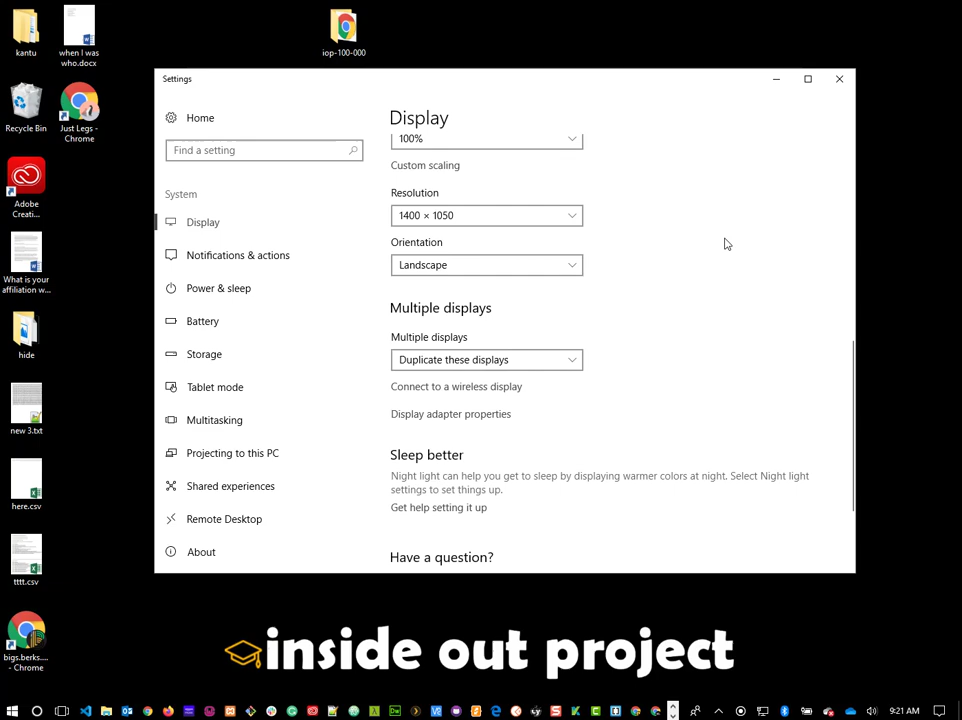 kantu
when I was
who.docx
iop-100-000
Recycle Bin
Just Legs -
Chrome
Adobe
Creati...
What is your
affiliation w...
hide
new 3.txt
here.csv
tttt.csv
bigs.berks....
- Chrome
Settings
Home
Find a setting
System
Display
Notifications & actions
Power & sleep
Battery
Storage
Tablet mode
Multitasking
Projecting to this PC
Shared experiences
Remote Desktop
About
Display
100%
Custom scaling
Resolution
1400 × 1050
Orientation
Landscape
Multiple displays
Multiple displays
Duplicate these displays
Connect to a wireless display
Display adapter properties
Sleep better
Night light can help you get to sleep by displaying warmer colors at night. Select Night light
settings to set things up.
Get help setting it up
Have a question?
inside out project
9:21 AM